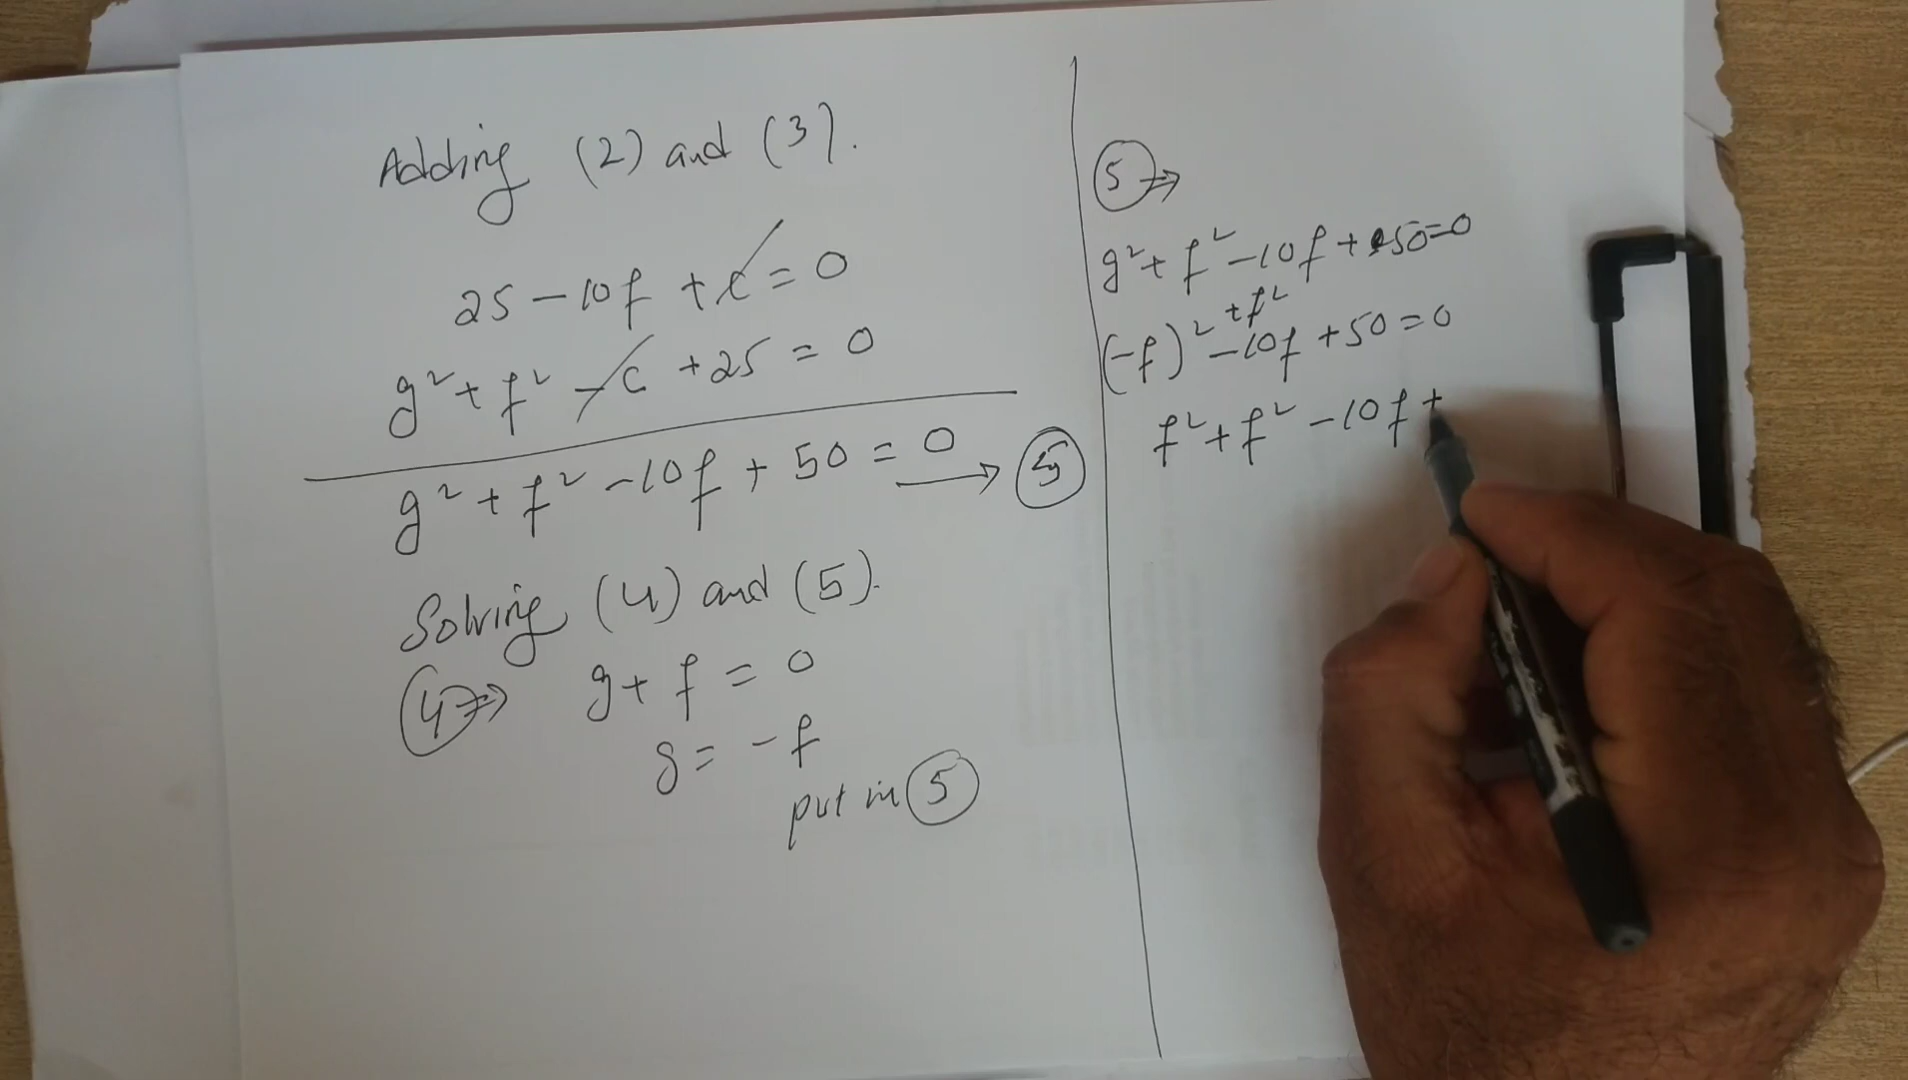 Adding (2) and (3).
25 - 10f + c = 0
g² + f² - c + 25 = 0
g² + f² - 10f + 50 = 0 → (5)
Solving (4) and (5).
(4) ⇒ g + f = 0
g = - f
put in (5)
(5) ⇒
g² + f² - 10f + 50 = 0
(-f)² + f² - 10f + 50 = 0
f² + f² - 10f +